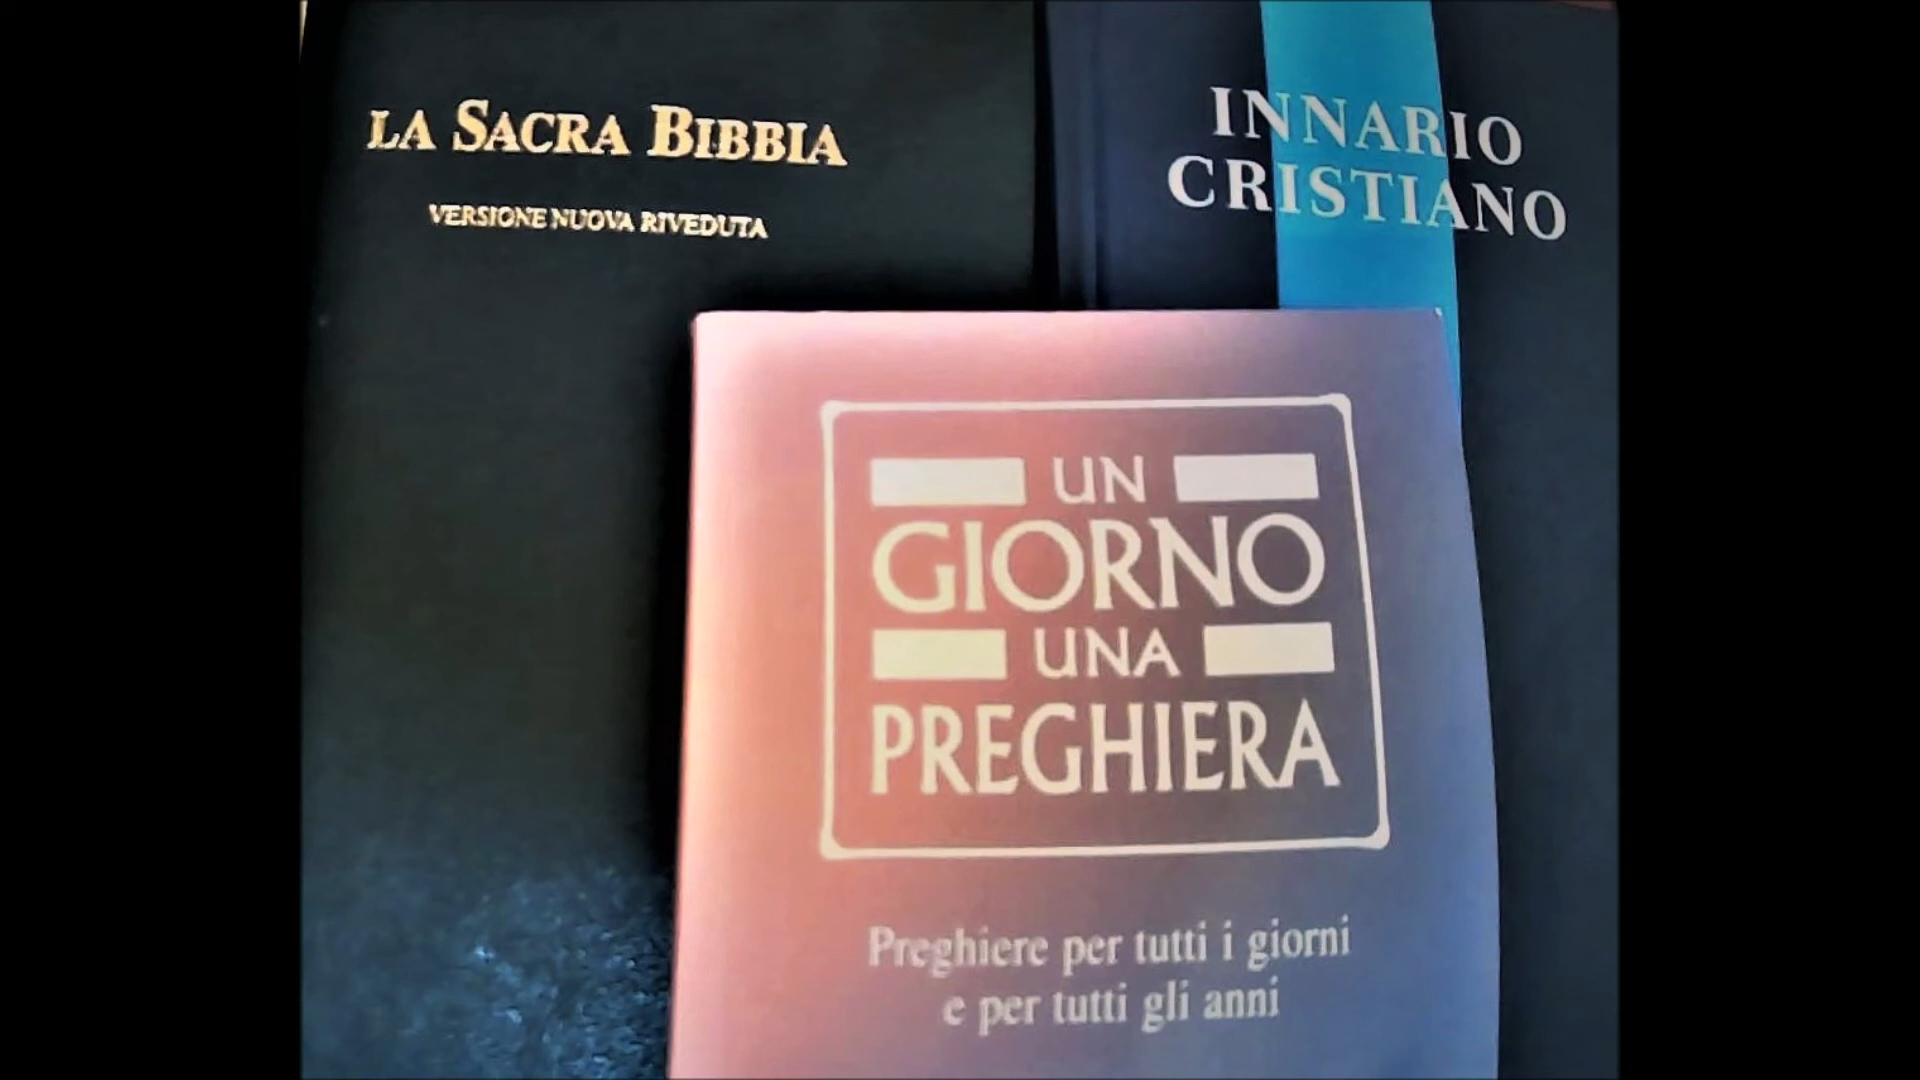 LA SACRA BIBBIA
VERSIONE NUOVA RIVEDUTA
INNARIO
CRISTIANO
UN
GIORNO
UNA
PREGHIERA
Preghiere per tutti i giorni
e per tutti gli anni